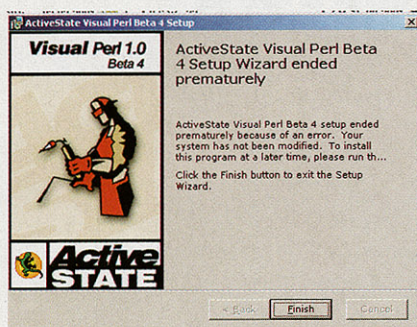 ActiveState Visual Perl Beta 4 Setup
Visual Perl 1.0
Beta 4
ActiveState Visual Perl Beta
4 Setup Wizard ended
prematurely
ActiveState Visual Perl Beta 4 setup ended
prematurely because of an error. Your
system has not been modified. To install
this program at a later time, please run th...
Click the Finish button to exit the Setup
Wizard.
Active
STATE
< Back
Finish
Cancel